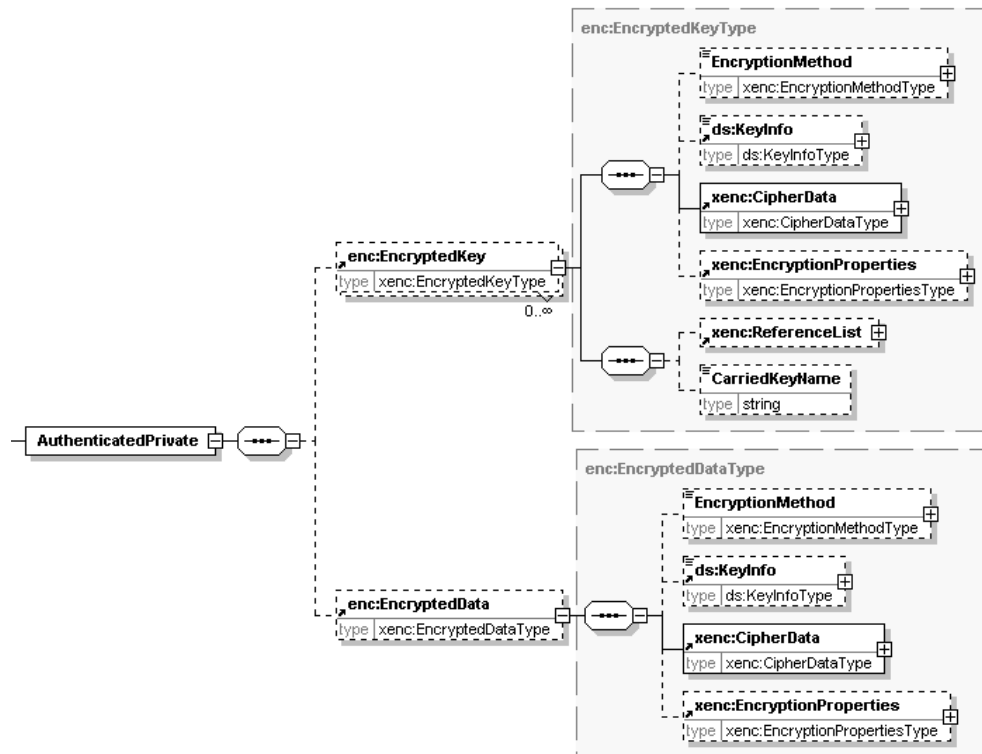 enc:EncryptedKeyType
EncryptionMethod
type xenc:EncryptionMethodType
ds:KeyInfo
type ds:KeyInfoType
xenc:CipherData
type xenc:CipherDataType
enc:EncryptedKey
type xenc:EncryptedKeyType
0..∞
xenc:EncryptionProperties
type xenc:EncryptionPropertiesType
xenc:ReferenceList
CarriedKeyName
type string
AuthenticatedPrivate
enc:EncryptedDataType
EncryptionMethod
type xenc:EncryptionMethodType
ds:KeyInfo
type ds:KeyInfoType
enc:EncryptedData
type xenc:EncryptedDataType
xenc:CipherData
type xenc:CipherDataType
xenc:EncryptionProperties
type xenc:EncryptionPropertiesType